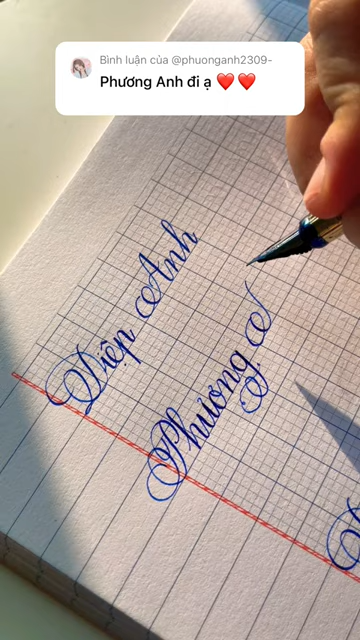 Bình luận của @phuonganh2309-
Phương Anh đi ạ ❤️❤️
Diệp Anh
Phương